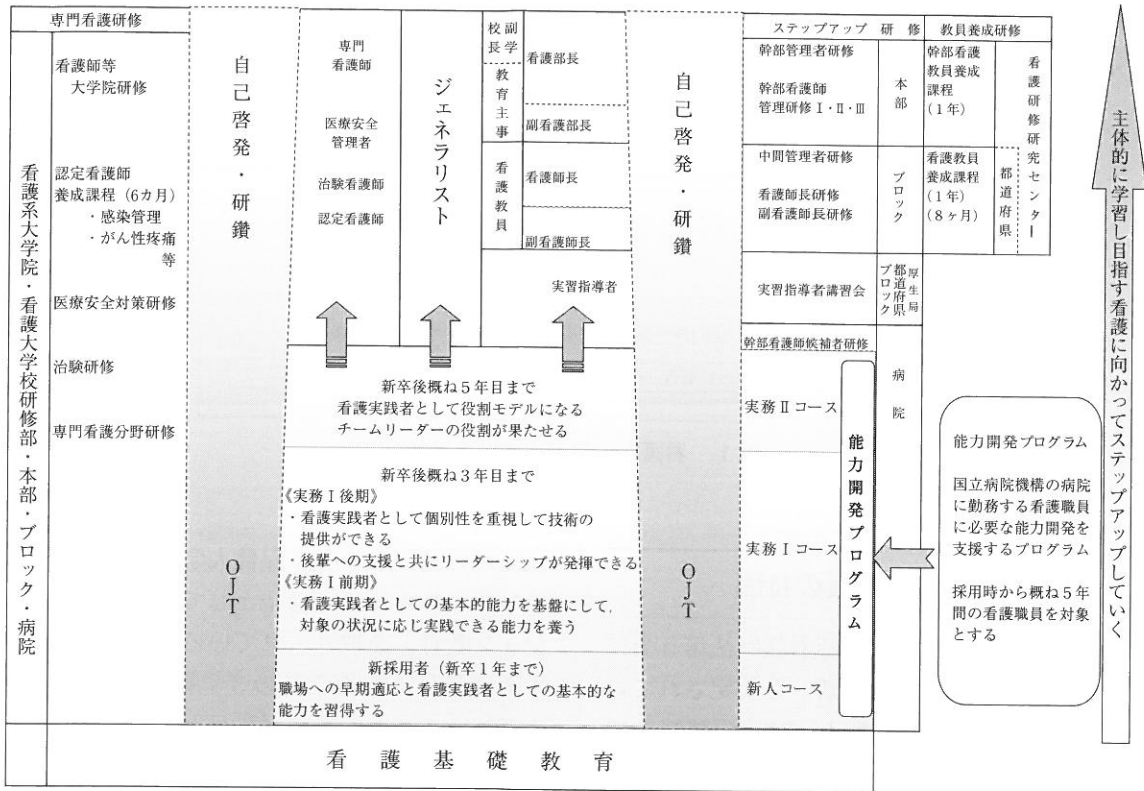 専門看護研修
看護系大学院・看護大学校研修部・本部・ブロック・病院
看護師等
大学院研修
認定看護師
養成課程（6カ月）
・感染管理
・がん性疼痛
等
医療安全対策研修
治験研修
専門看護分野研修
自己啓発・研鑽
OJT
専門
看護師
医療安全
管理者
治験看護師
認定看護師
ジェネラリスト
副学
校長
教育主事
看護教員
看護部長
副看護部長
看護師長
副看護師長
実習指導者
新卒後概ね5年目まで
看護実践者として役割モデルになる
チームリーダーの役割が果たせる
新卒後概ね3年目まで
《実務Ⅰ後期》
・看護実践者として個別性を重視して技術の
提供ができる
・後輩への支援と共にリーダーシップが発揮できる
《実務Ⅰ前期》
・看護実践者としての基本的能力を基盤にして，
対象の状況に応じ実践できる能力を養う
新採用者（新卒1年まで）
職場への早期適応と看護実践者としての基本的な
能力を習得する
自己啓発・研鑽
OJT
ステップアップ 研 修
幹部管理者研修
幹部看護師
管理研修Ⅰ・Ⅱ・Ⅲ
本部
中間管理者研修
看護師長研修
副看護師長研修
ブロック
実習指導者講習会
厚生局
都道府県
ブロック
幹部看護師候補者研修
実務Ⅱコース
実務Ⅰコース
新人コース
病院
能力開発プログラム
教員養成研修
幹部看護
教員養成
課程
（1年）
看護教員
養成課程
（1年）
（8ヶ月）
都道府県
看護研修研究センター
能力開発プログラム
国立病院機構の病院
に勤務する看護職員
に必要な能力開発を
支援するプログラム
採用時から概ね5年
間の看護職員を対象
とする
主体的に学習し目指す看護に向かってステップアップしていく
看 護 基 礎 教 育